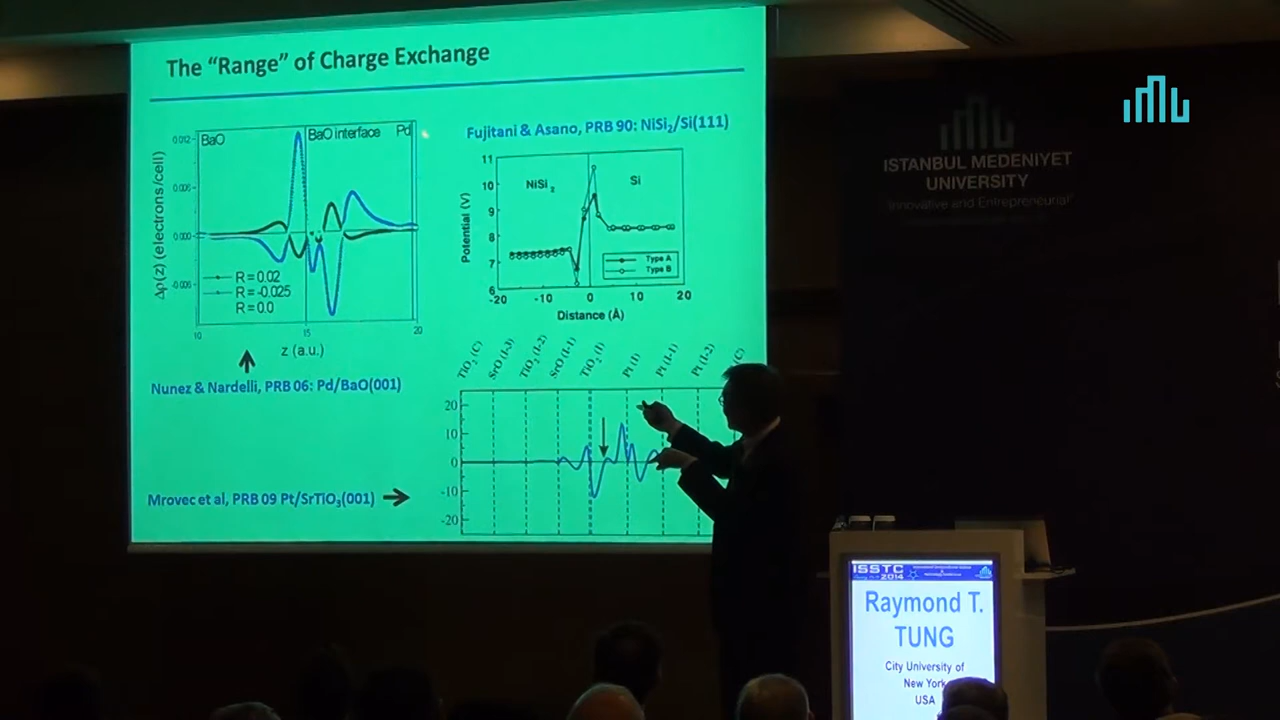 The “Range” of Charge Exchange
BaO
BaO interface
Pd
0.012
0.006
0.000
-0.006
Δρ(z) (electrons/cell)
R=0.02
R=-0.025
R=0.0
10
15
20
z (a.u.)
Nunez & Nardelli, PRB 06: Pd/BaO(001)
Fujitani & Asano, PRB 90: NiSi₂/Si(111)
11
10
9
8
7
6
Potential (V)
NiSi₂
Si
Type A
Type B
-20
-10
0
10
20
Distance (Å)
TiO₂ (C)
SrO (I-3)
TiO₂ (I-2)
SrO (I-1)
TiO₂ (I)
Pt (I)
Pt (I-1)
Pt (I-2)
(C)
20
10
0
-10
-20
Mrovec et al, PRB 09 Pt/SrTiO₃(001)
ISTANBUL MEDENIYET
UNIVERSITY
"Innovative and Entrepreneurial"
ISSTC
2014
Raymond T.
TUNG
City University of
New York
USA